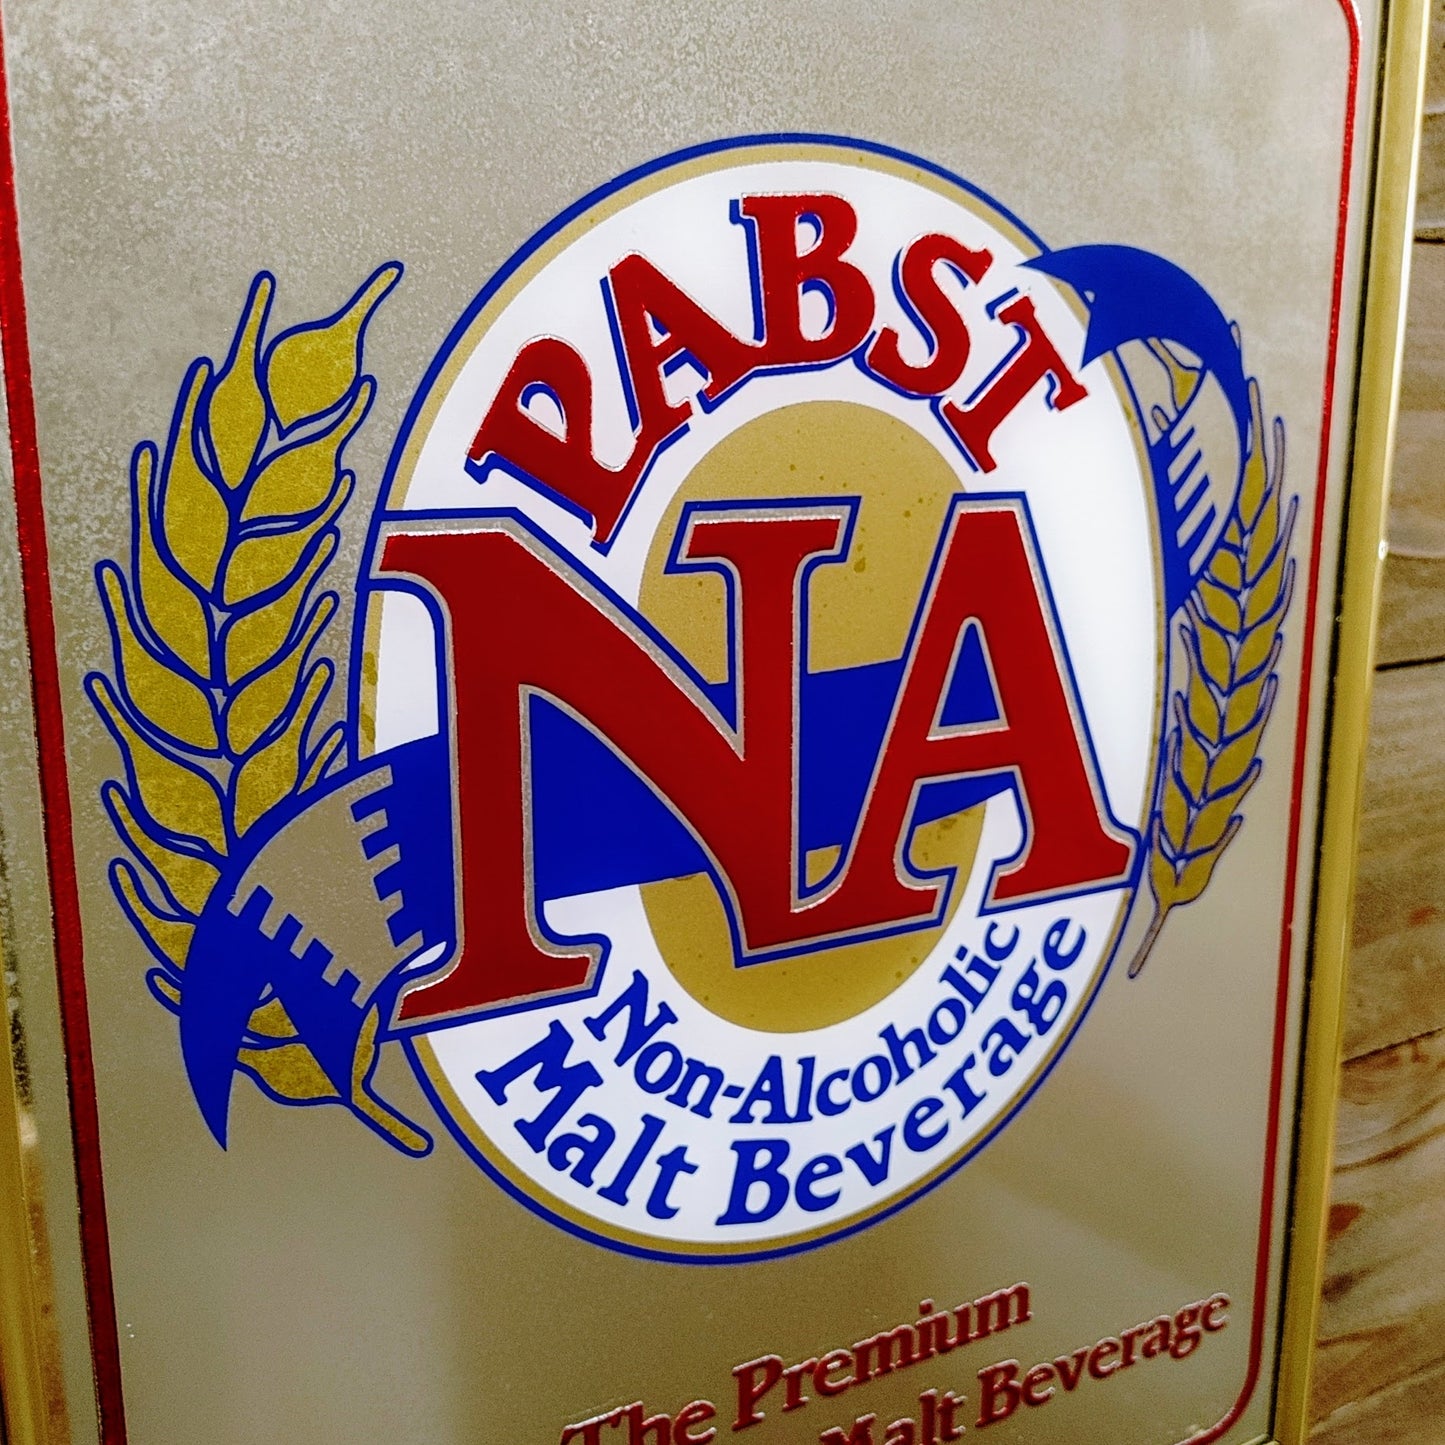 PABST
NA
Non-Alcoholic
Malt Beverage
The Premium
Malt Beverage